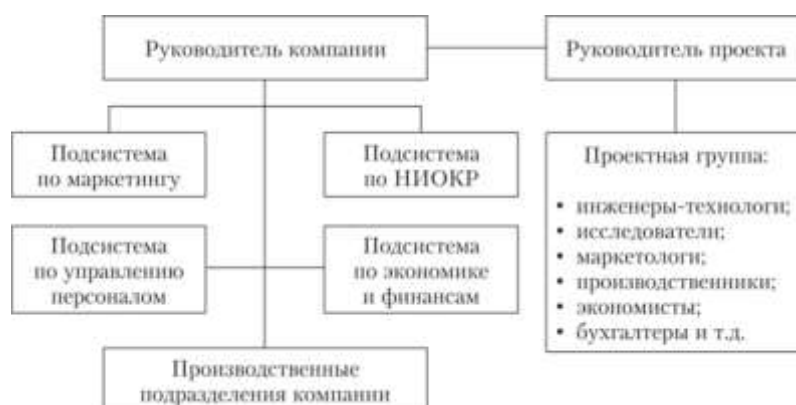 Руководитель компании
Руководитель проекта
Подсистема
по маркетингу
Подсистема
по НИОКР
Подсистема
по управлению
персоналом
Подсистема
по экономике
и финансам
Производственные
подразделения компании
Проектная группа:
• инженеры-технологи;
• исследователи;
• маркетологи;
• производственники;
• экономисты;
• бухгалтеры и т.д.